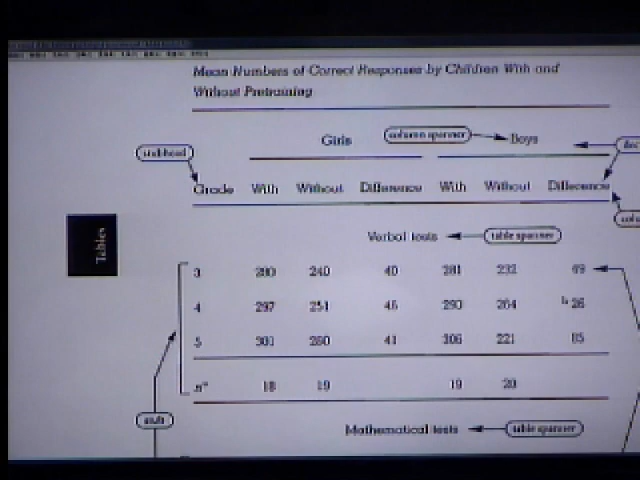 Mean Numbers of Correct Responses by Children With and
Without Pretraining
Girls column spanner Boys
stubhead
Grade With Without Difference With Without Difference
Tables
Verbal tests table spanner
3 280 240 40 281 232
4 297 251 46 290 264 26
5 301 260 41 306 221 85
18 19 19 20
stubs
Mathematical tests table spanner